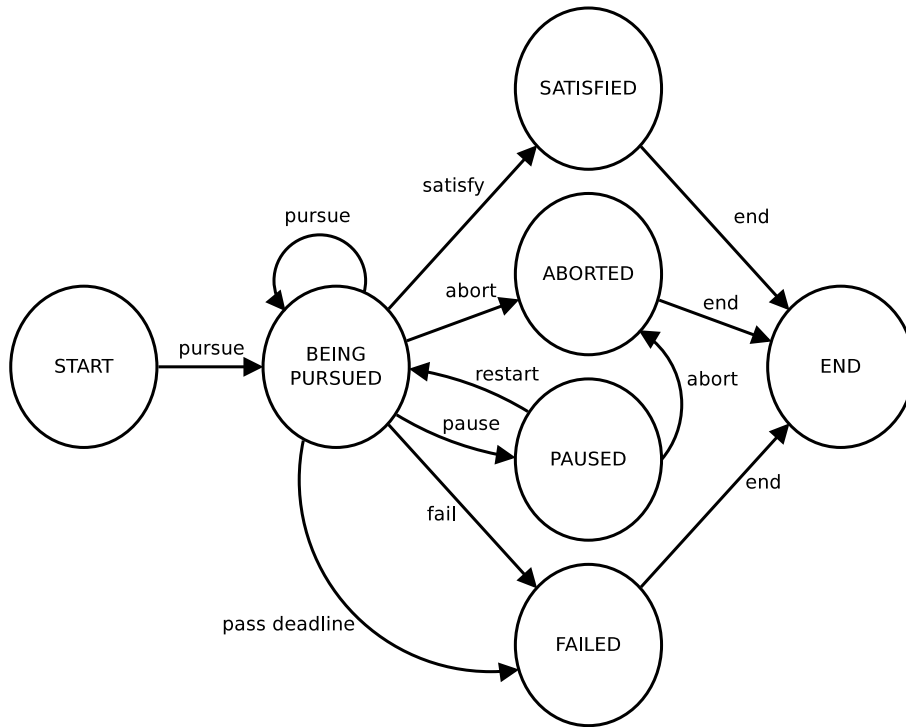 SATISFIED
satisfy
pursue
end
abort
ABORTED
end
START
pursue
BEING
PURSUED
restart
abort
END
pause
PAUSED
fail
end
pass deadline
FAILED